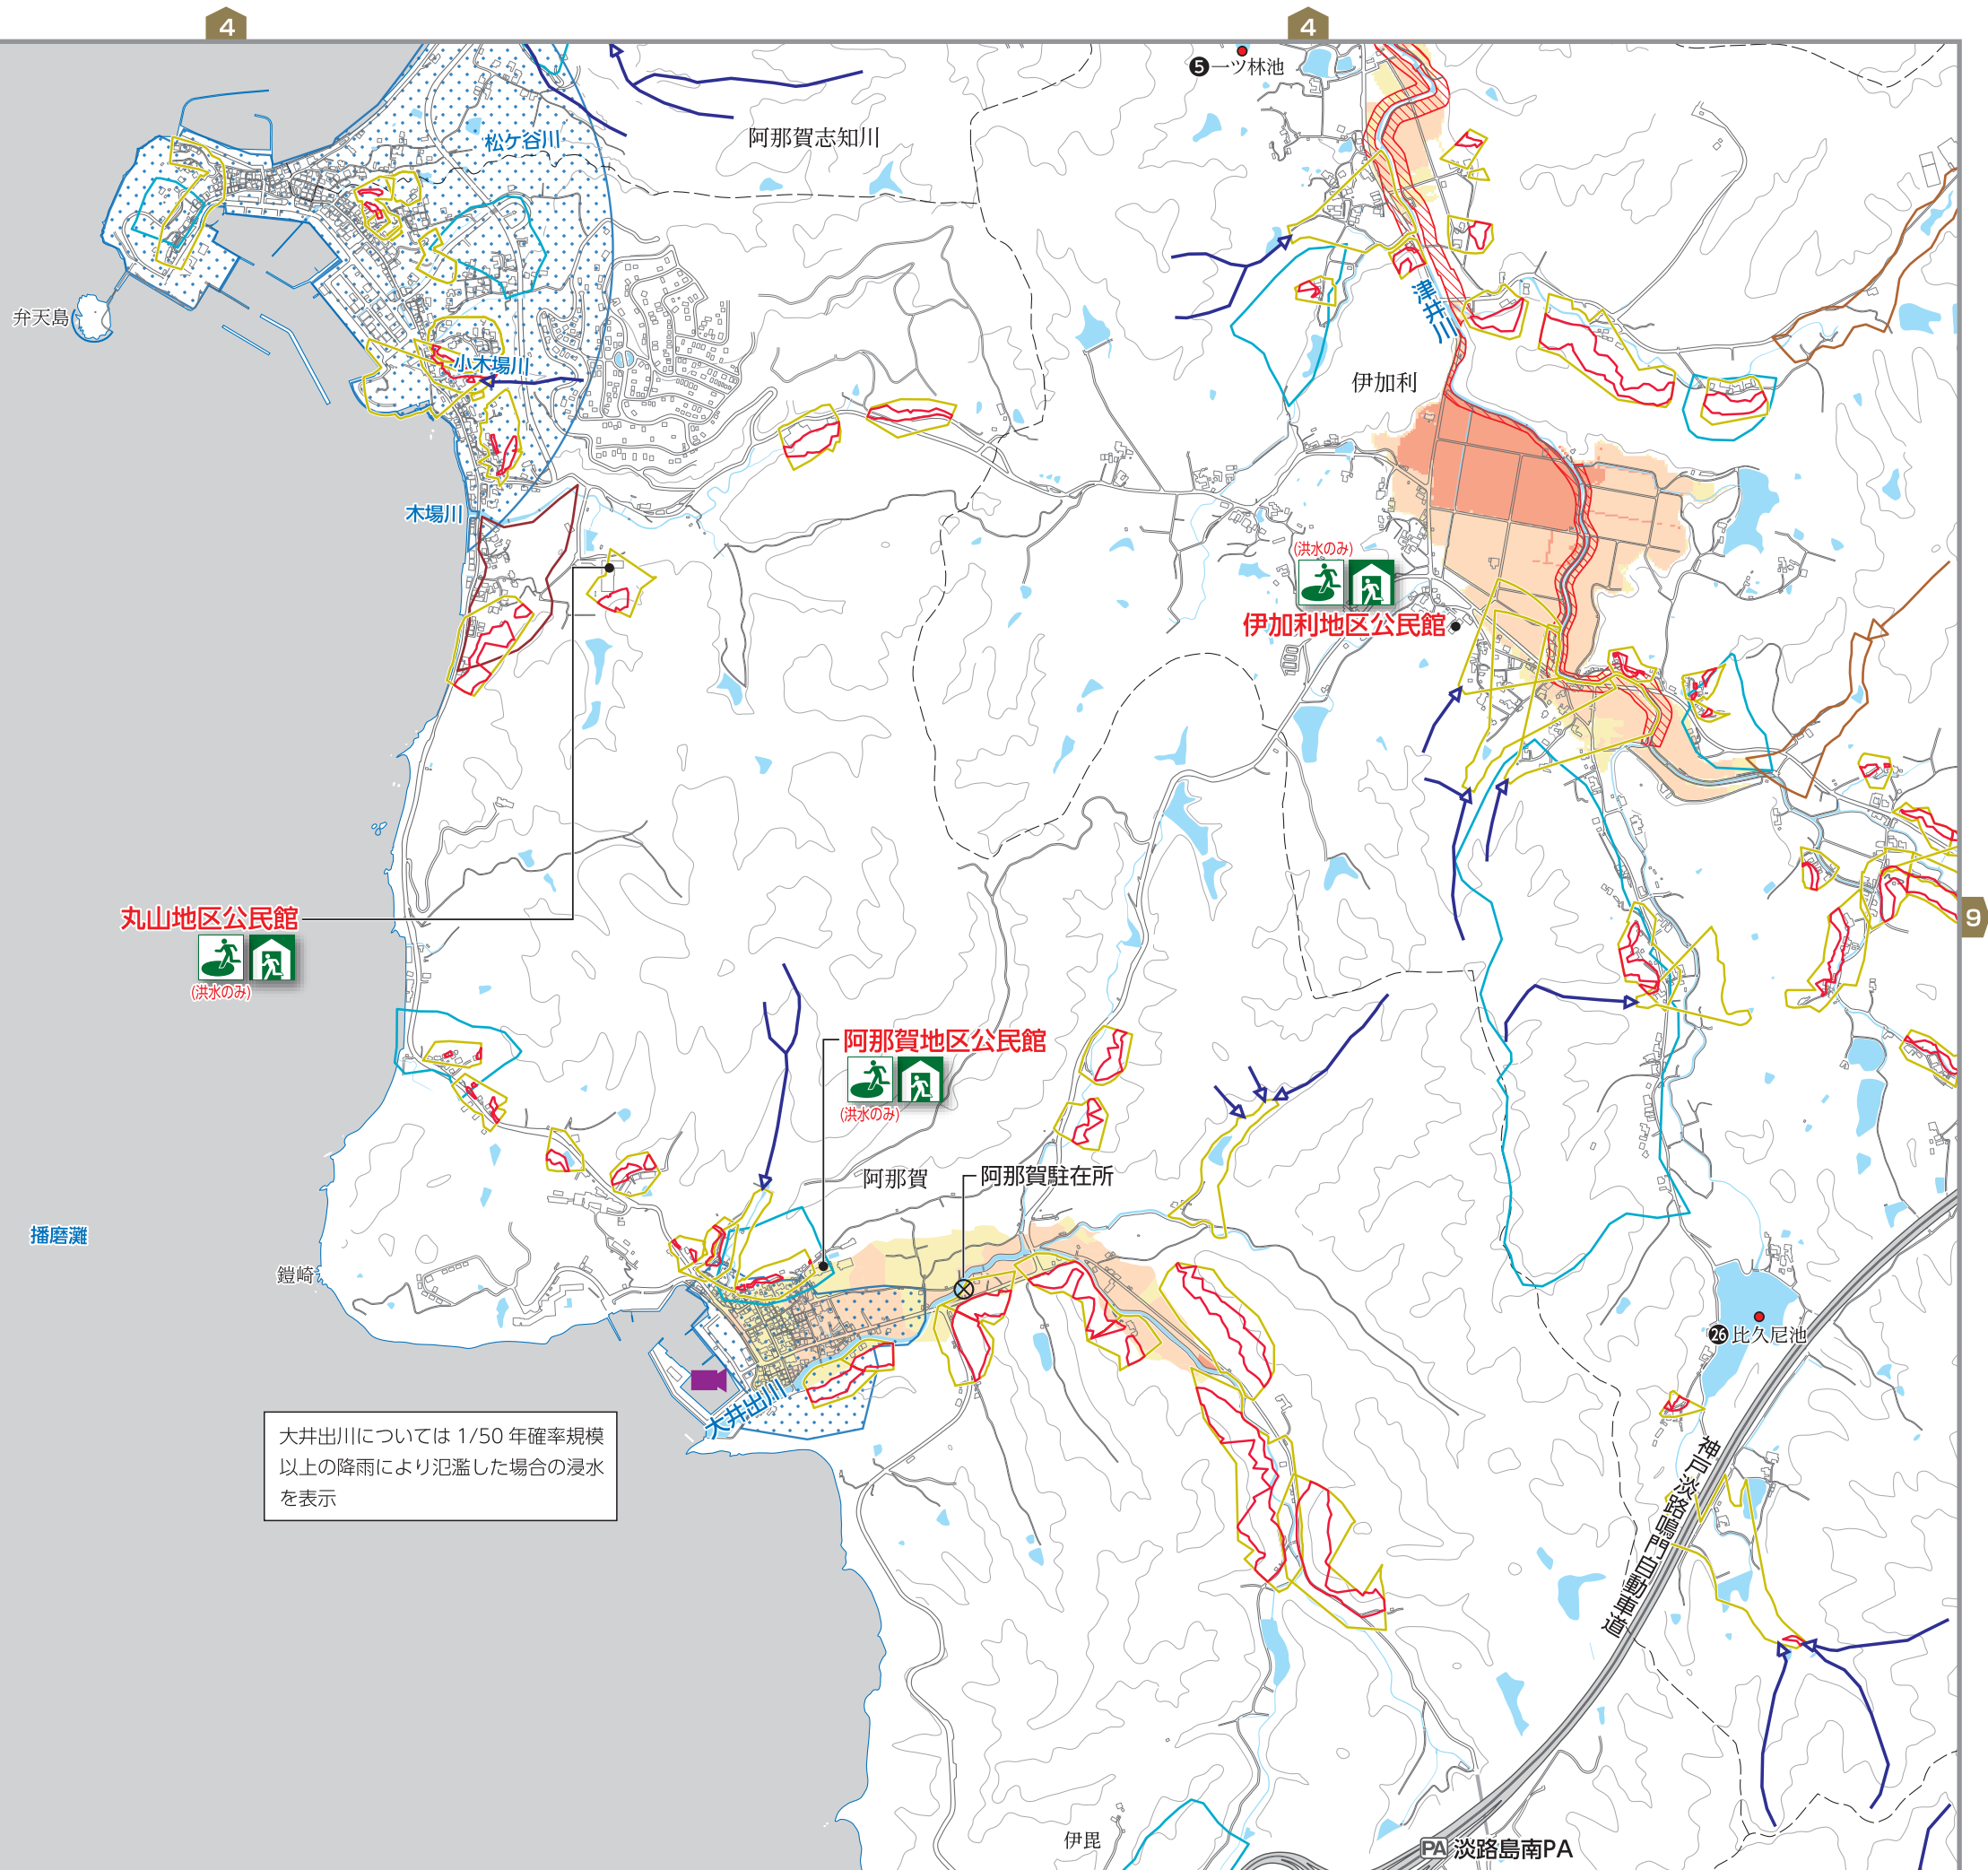 4
4
❺一ツ林池
阿那賀志知川
松ケ谷川
弁天島
津井川
小木場川
伊加利
木場川
(洪水のみ)
伊加利地区公民館
丸山地区公民館
(洪水のみ)
9
阿那賀地区公民館
(洪水のみ)
阿那賀
阿那賀駐在所
播磨灘
鎧崎
㉖比久尼池
大井出川
大井出川については 1/50 年確率規模
以上の降雨により氾濫した場合の浸水
を表示
神戸淡路鳴門自動車道
伊毘
PA 淡路島南PA